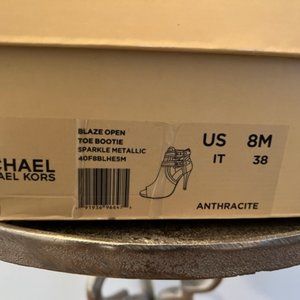 BLAZE OPEN
TOE BOOTIE
SPARKLE METALLIC
40F8BLHE5M
US 8M
IT 38
CHAEL
AEL KORS
ANTHRACITE